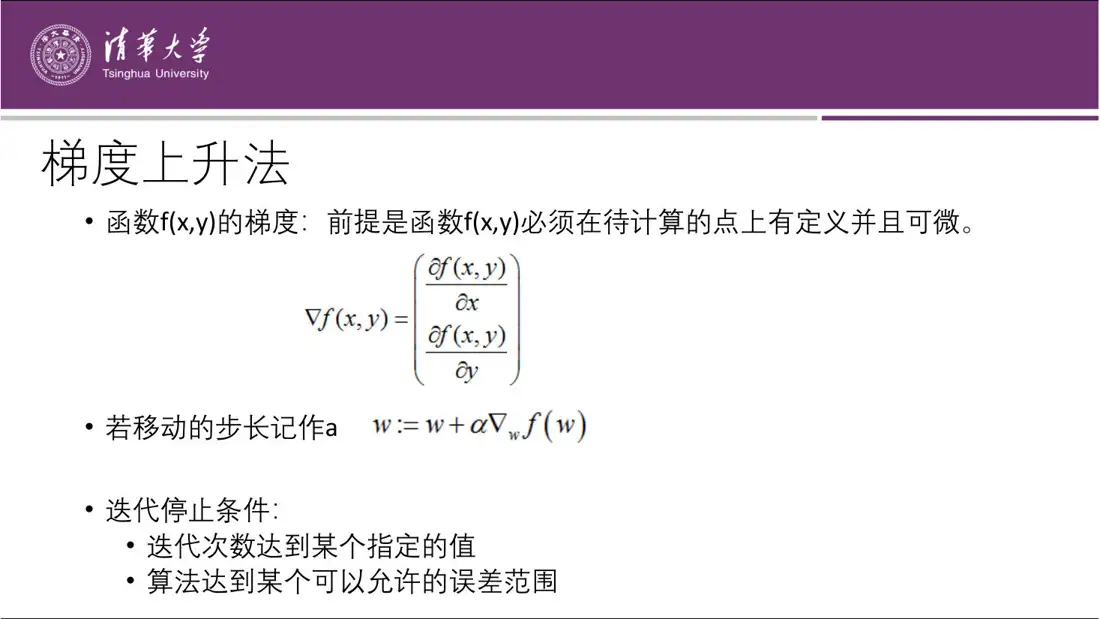 清华大学
Tsinghua University
梯度上升法
• 函数f(x,y)的梯度：前提是函数f(x,y)必须在待计算的点上有定义并且可微。
∇f(x, y) = ( ∂f(x, y)/∂x
∂f(x, y)/∂y )
• 若移动的步长记作a w := w + α∇_w f(w)
• 迭代停止条件：
• 迭代次数达到某个指定的值
• 算法达到某个可以允许的误差范围